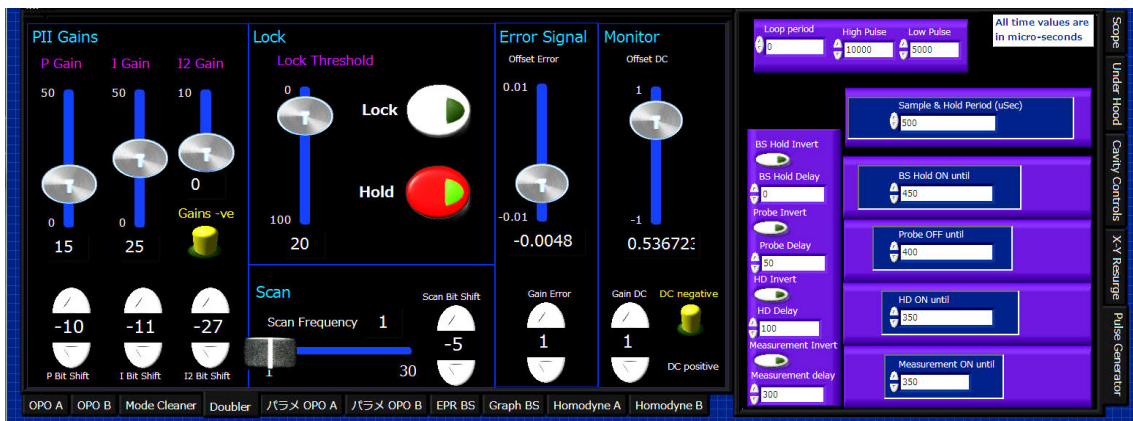 PII Gains
P Gain
I Gain
I2 Gain
50
50
10
0
0
0
15
25
Gains -ve
-10
-11
-27
P Bit Shift
I Bit Shift
I2 Bit Shift
Lock
Lock Threshold
0
100
20
Lock
Hold
Scan
Scan Frequency 1
1
30
Scan Bit Shift
-5
Error Signal
Offset Error
0.01
-0.01
-0.0048
Gain Error
1
Monitor
Offset DC
1
-1
0.536723
Gain DC
1
DC negative
DC positive
OPO A
OPO B
Mode Cleaner
Doubler
パラメ OPO A
パラメ OPO B
EPR BS
Graph BS
Homodyne A
Homodyne B
Loop period
0
High Pulse
10000
Low Pulse
5000
All time values are
in micro-seconds
Sample & Hold Period (uSec)
500
BS Hold Invert
BS Hold Delay
0
BS Hold ON until
450
Probe Invert
Probe Delay
50
Probe OFF until
400
HD Invert
HD Delay
100
HD ON until
350
Measurement Invert
Measurement delay
300
Measurement ON until
350
Scope
Under Hood
Cavity Controls
X-Y Resurge
Pulse Generator